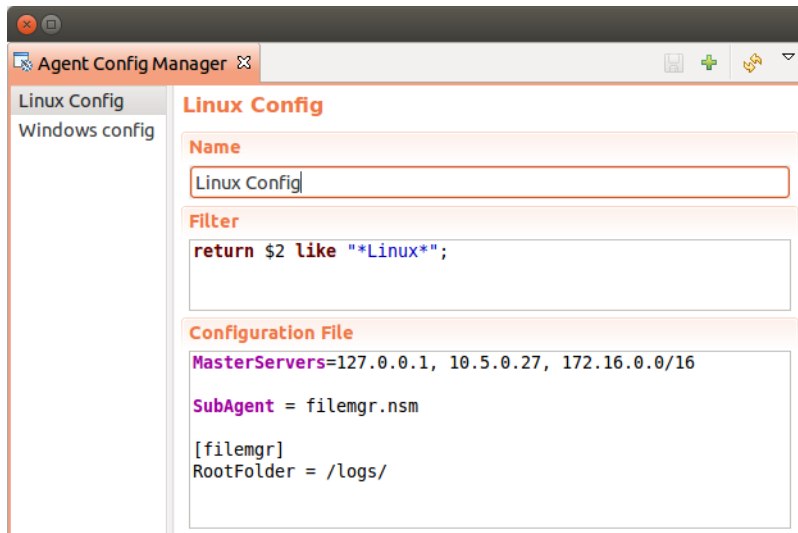 Agent Config Manager
Linux Config
Windows config
Linux Config
Name
Linux Config
Filter
return $2 like "*Linux*";
Configuration File
MasterServers=127.0.0.1, 10.5.0.27, 172.16.0.0/16
SubAgent = filemgr.nsm
[filemgr]
RootFolder = /logs/